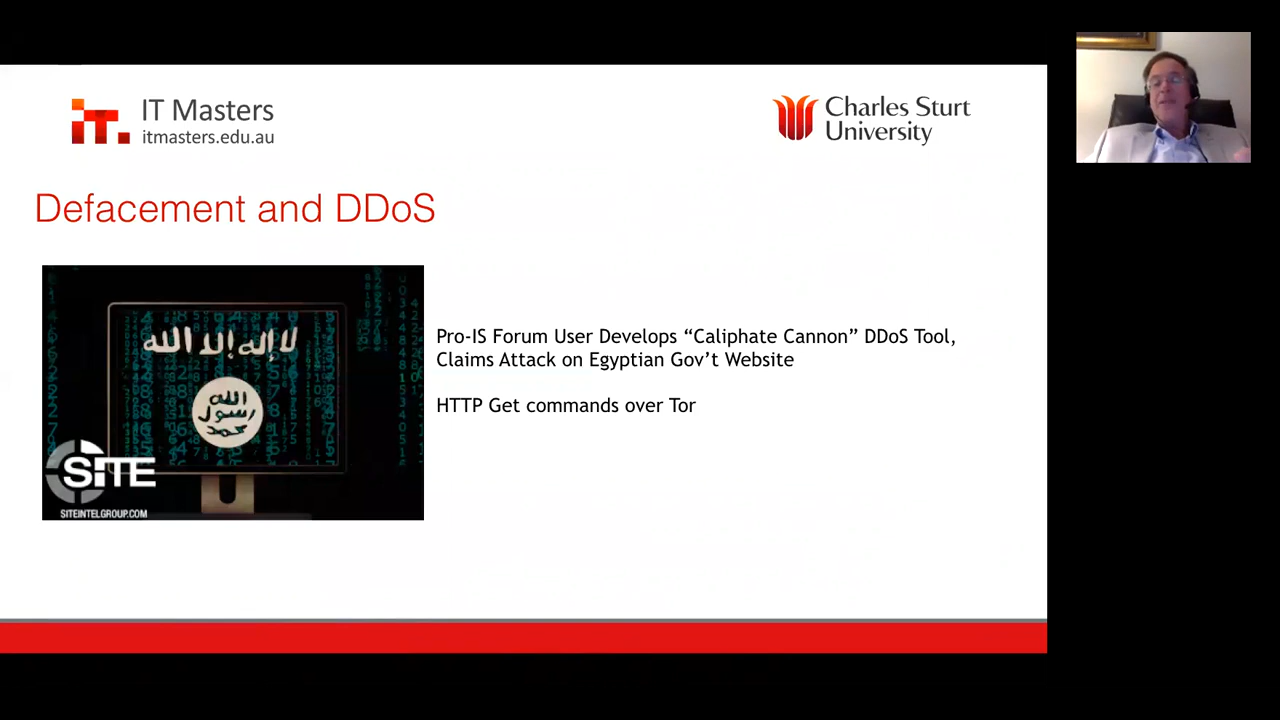 IT Masters
itmasters.edu.au
Charles Sturt
University
Defacement and DDoS
لا إله إلا الله
الله
رسول
محمد
SITE
SITEINTELGROUP.COM
Pro-IS Forum User Develops “Caliphate Cannon” DDoS Tool,
Claims Attack on Egyptian Gov’t Website
HTTP Get commands over Tor